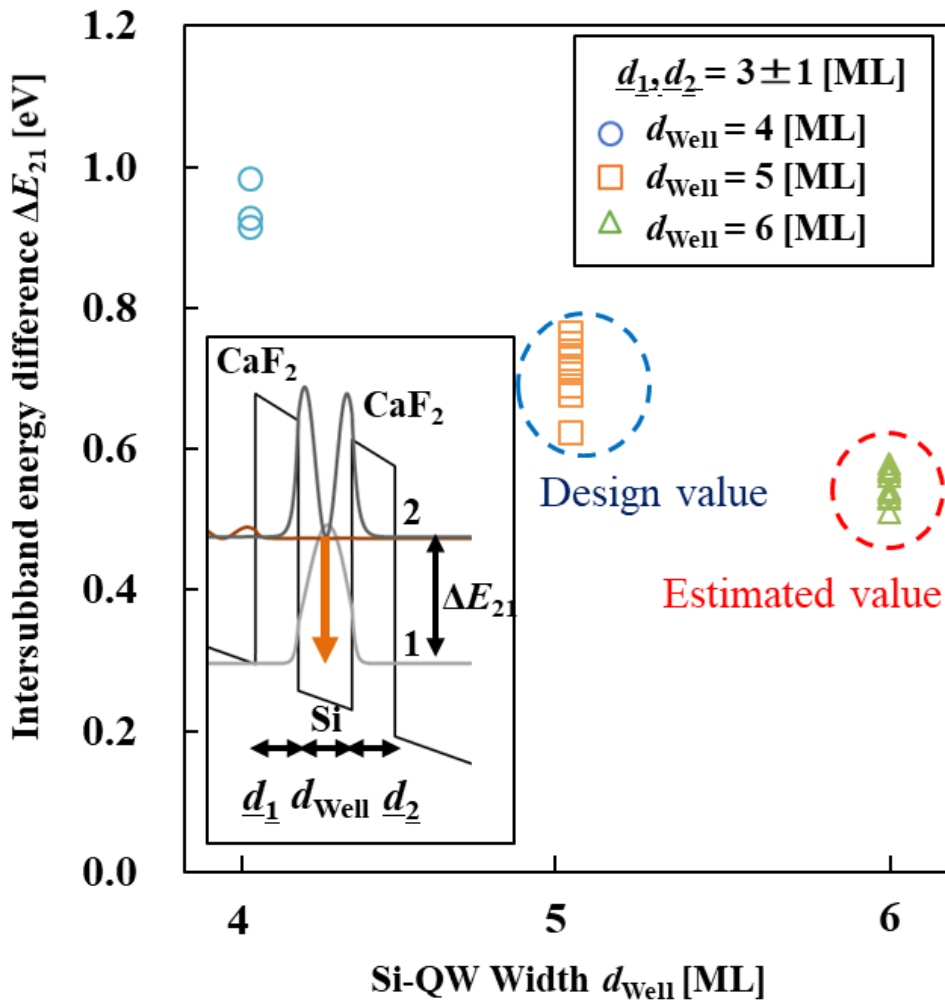 Intersubband energy difference ΔE21 [eV]
1.2
1.0
0.8
0.6
0.4
0.2
0.0
d1,d2 = 3±1 [ML]
dWell = 4 [ML]
dWell = 5 [ML]
dWell = 6 [ML]
CaF2
CaF2
2
ΔE21
1
Si
d1 dWell d2
Design value
Estimated value
4 5 6
Si-QW Width dWell [ML]